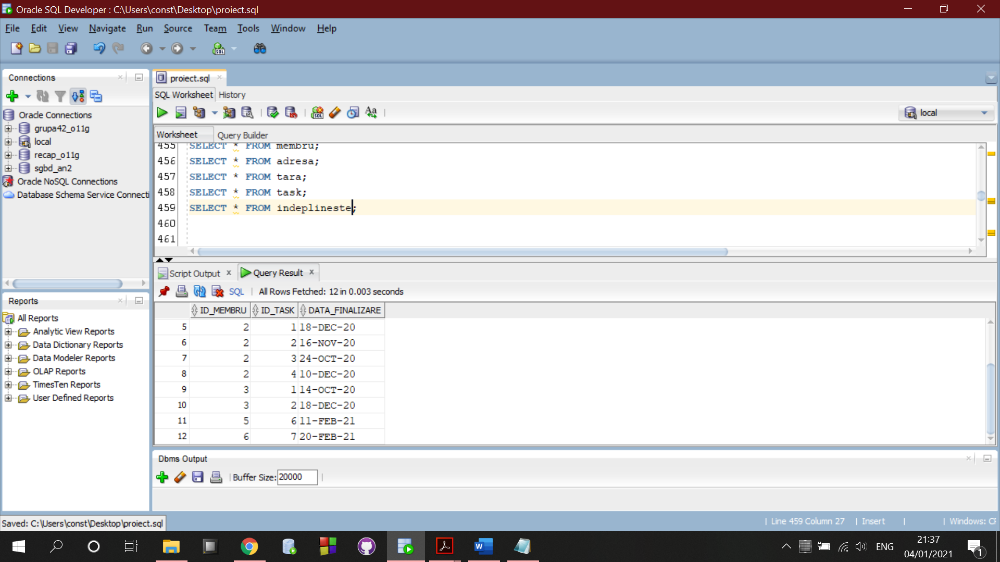 Oracle SQL Developer : C:\Users\const\Desktop\proiect.sql
File Edit View Navigate Run Source Team Tools Window Help
Connections
proiect.sql
SQL Worksheet History
Oracle Connections
grupa42_o11g
local
recap_o11g
sgbd_an2
Oracle NoSQL Connections
Database Schema Service Connecti
local
Worksheet Query Builder
455 SELECT * FROM membru;
456 SELECT * FROM adresa;
457 SELECT * FROM tara;
458 SELECT * FROM task;
459 SELECT * FROM indeplineste;
460
461
Script Output Query Result
SQL All Rows Fetched: 12 in 0.003 seconds
ID_MEMBRU ID_TASK DATA_FINALIZARE
5 2 1 18-DEC-20
6 2 2 16-NOV-20
7 2 3 24-OCT-20
8 2 4 10-DEC-20
9 3 1 14-OCT-20
10 3 2 18-DEC-20
11 5 6 11-FEB-21
12 6 7 20-FEB-21
Reports
All Reports
Analytic View Reports
Data Dictionary Reports
Data Modeler Reports
OLAP Reports
TimesTen Reports
User Defined Reports
Dbms Output
Buffer Size: 20000
Saved: C:\Users\const\Desktop\proiect.sql
Line 459 Column 27 Insert Windows: CF
ENG
21:37
04/01/2021
1